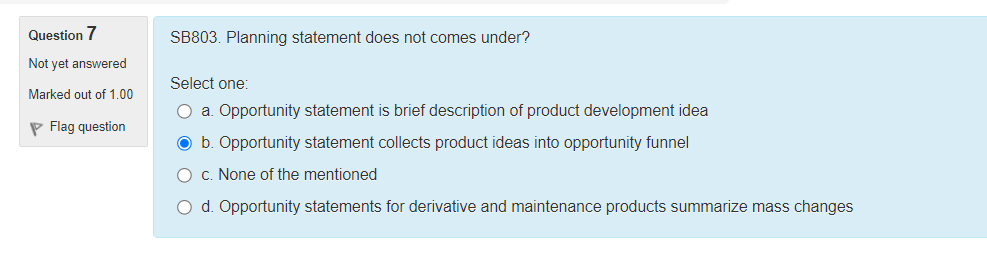 Question 7
Not yet answered
Marked out of 1.00
Flag question
SB803. Planning statement does not comes under?
Select one:
a. Opportunity statement is brief description of product development idea
b. Opportunity statement collects product ideas into opportunity funnel
c. None of the mentioned
d. Opportunity statements for derivative and maintenance products summarize mass changes